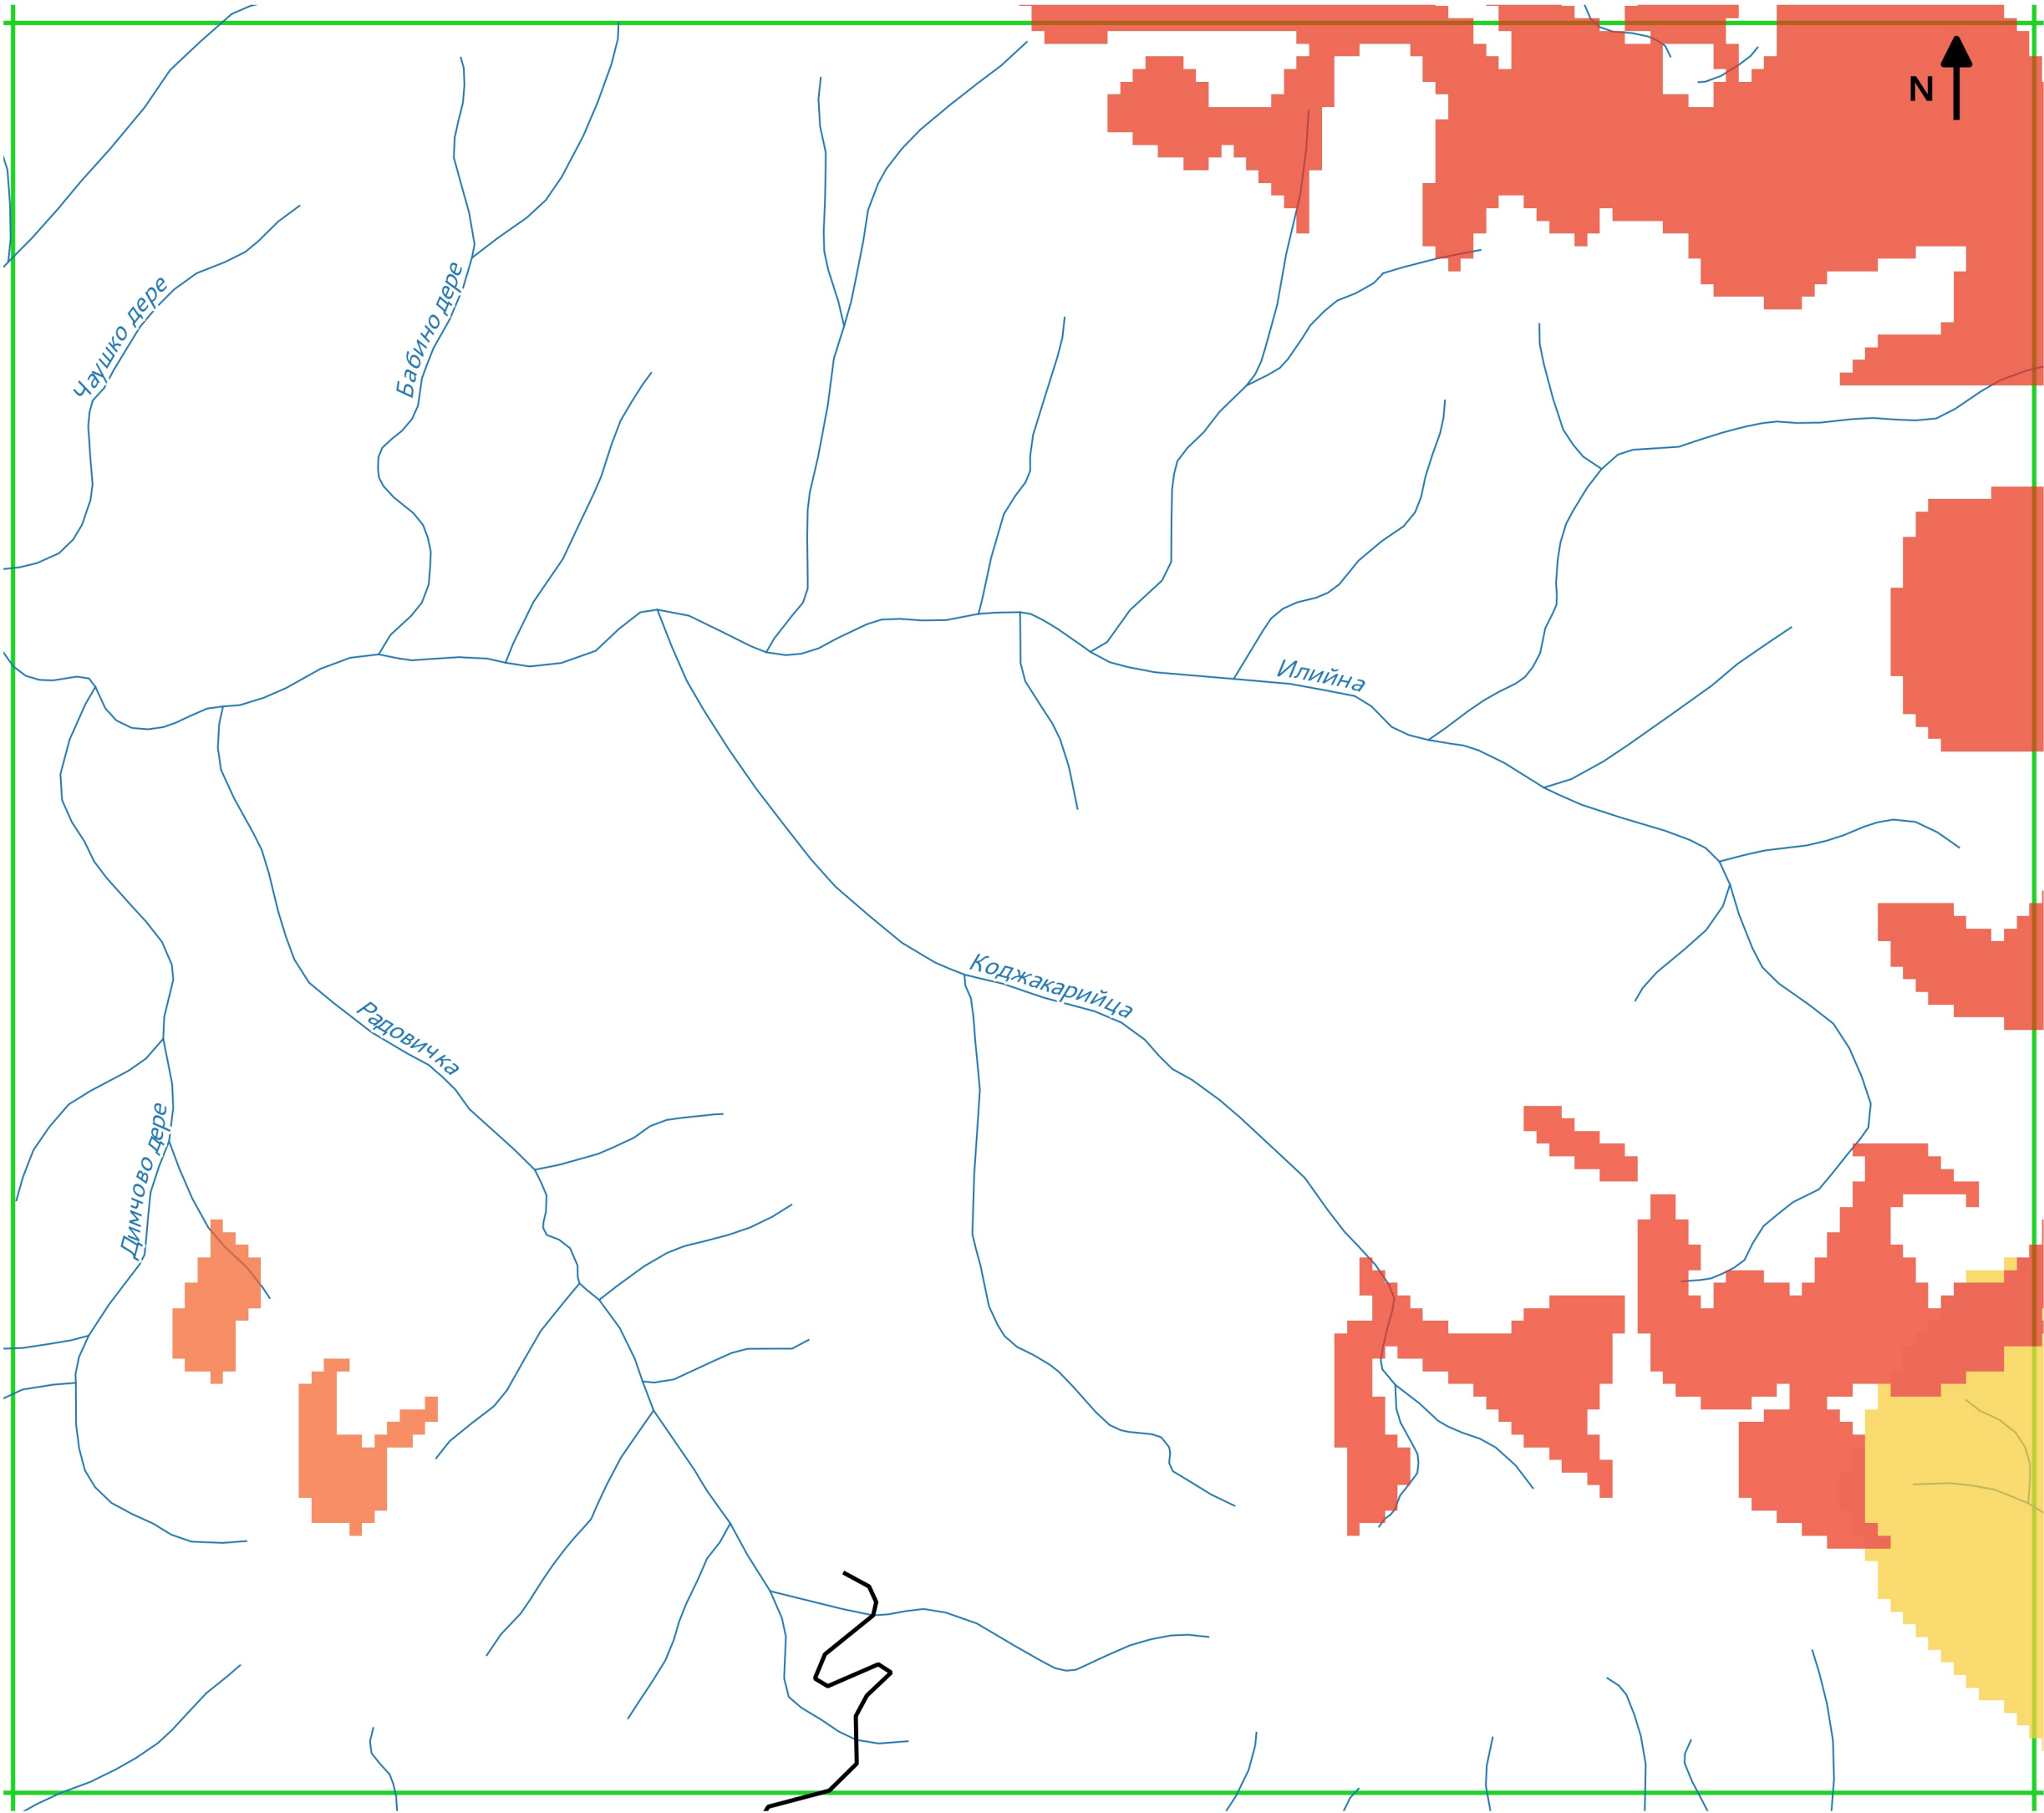 N
Чаушко дере
Бабино дере
Илийна
Коджакарийца
Радовичка
Димчово дере